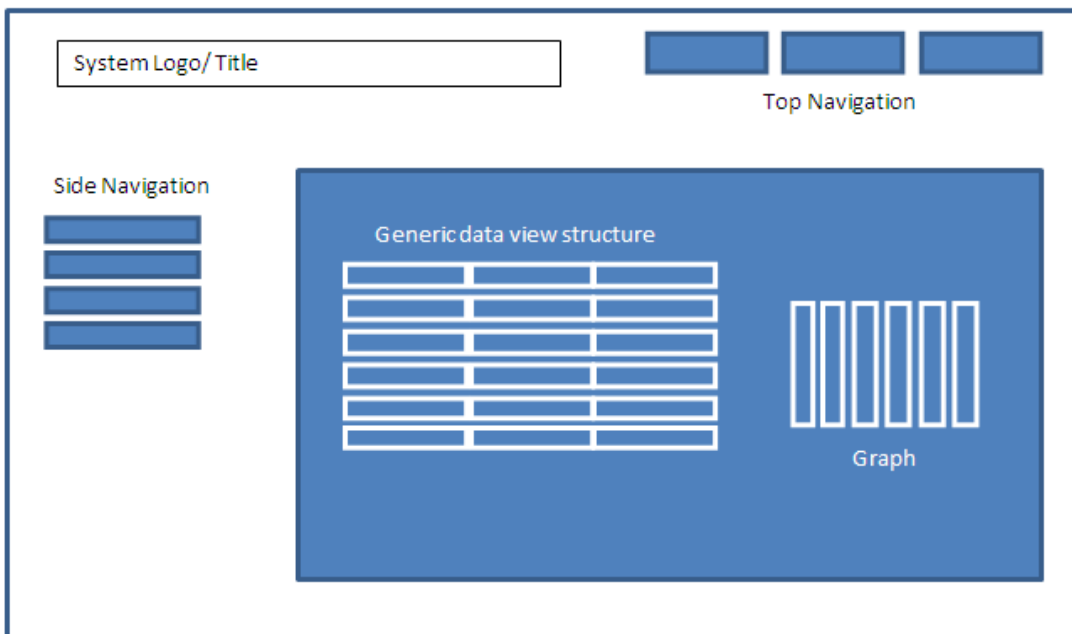 System Logo/ Title
Top Navigation
Side Navigation
Generic data view structure
Graph